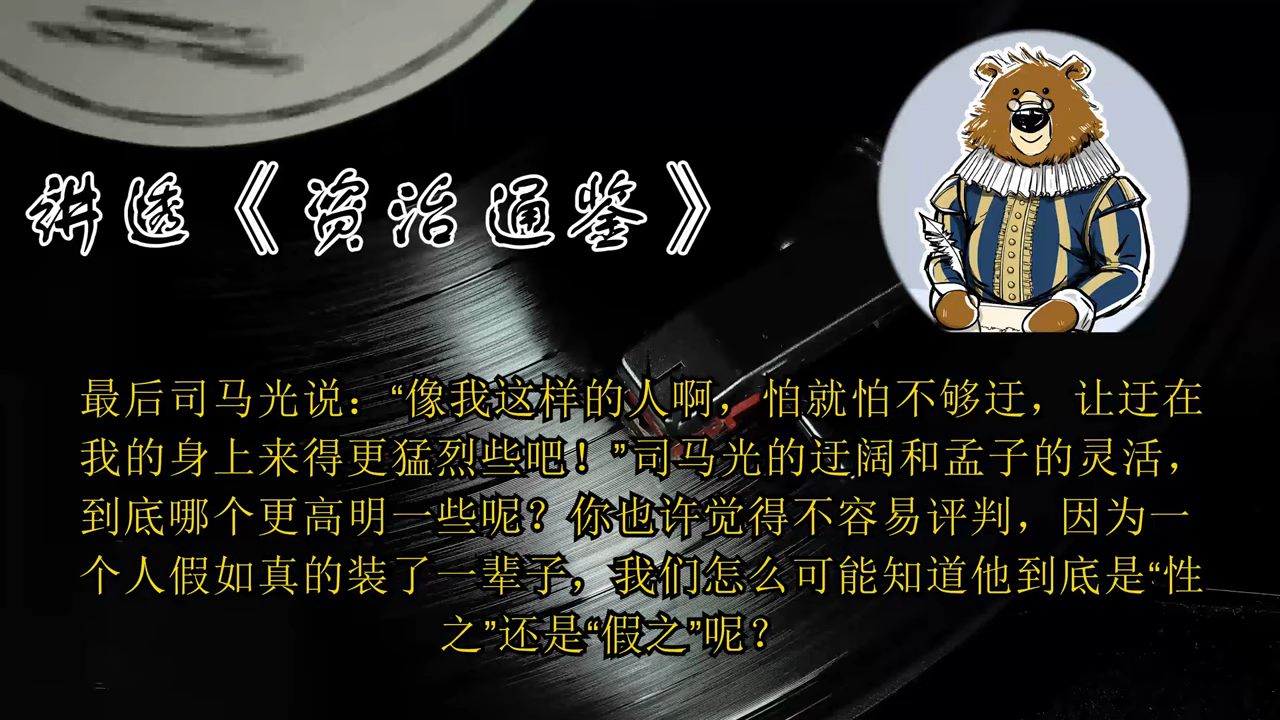 讲透《资治通鉴》
最后司马光说：“像我这样的人啊，怕就怕不够迂，让迂在
我的身上来得更猛烈些吧！”司马光的迂阔和孟子的灵活，
到底哪个更高明一些呢？你也许觉得不容易评判，因为一
个人假如真的装了一辈子，我们怎么可能知道他到底是“性
之”还是“假之”呢？